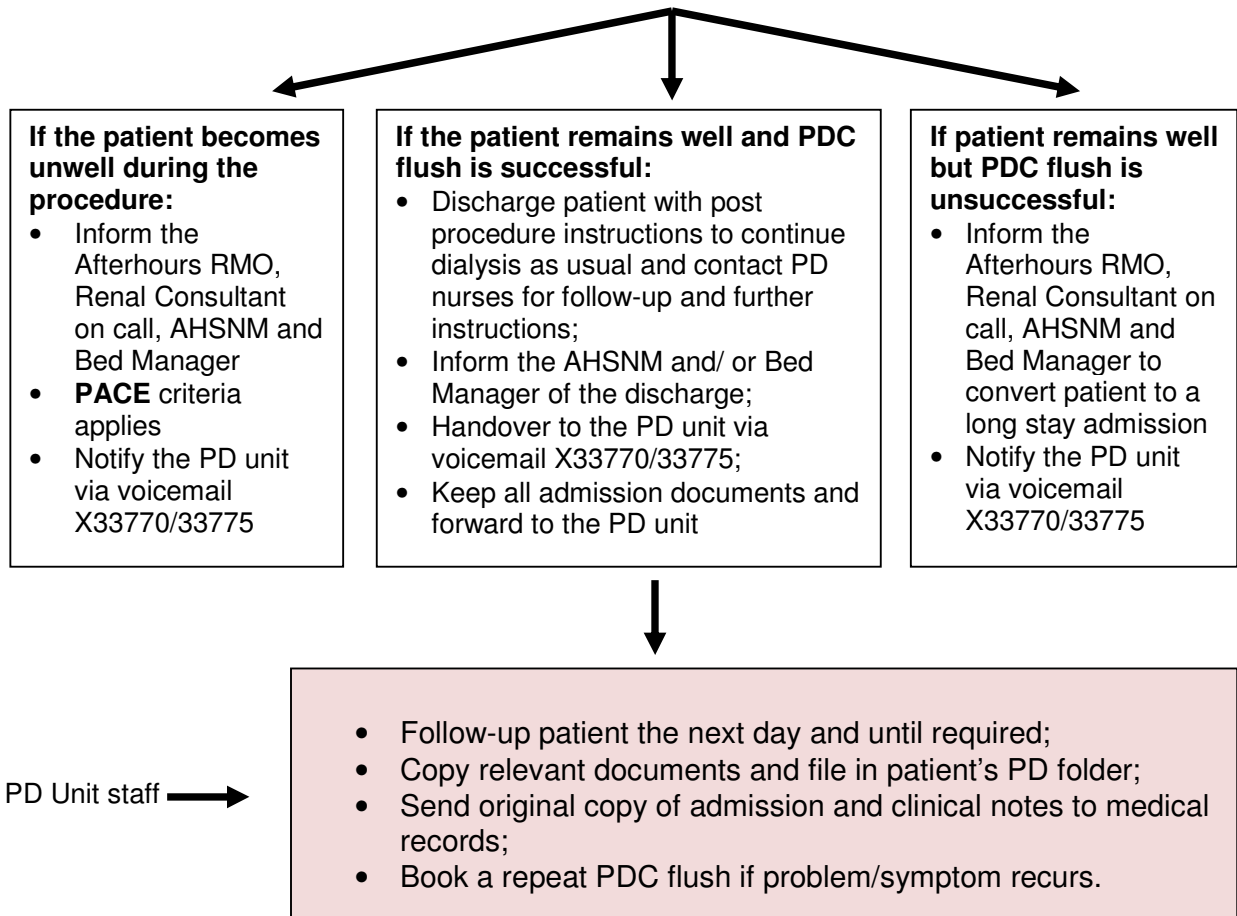 If the patient becomes
unwell during the
procedure:
• Inform the
Afterhours RMO,
Renal Consultant
on call, AHSNM and
Bed Manager
• PACE criteria
applies
• Notify the PD unit
via voicemail
X33770/33775
If the patient remains well and PDC
flush is successful:
• Discharge patient with post
procedure instructions to continue
dialysis as usual and contact PD
nurses for follow-up and further
instructions;
• Inform the AHSNM and/ or Bed
Manager of the discharge;
• Handover to the PD unit via
voicemail X33770/33775;
• Keep all admission documents and
forward to the PD unit
If patient remains well
but PDC flush is
unsuccessful:
• Inform the
Afterhours RMO,
Renal Consultant on
call, AHSNM and
Bed Manager to
convert patient to a
long stay admission
• Notify the PD unit
via voicemail
X33770/33775
PD Unit staff
• Follow-up patient the next day and until required;
• Copy relevant documents and file in patient's PD folder;
• Send original copy of admission and clinical notes to medical
records;
• Book a repeat PDC flush if problem/symptom recurs.